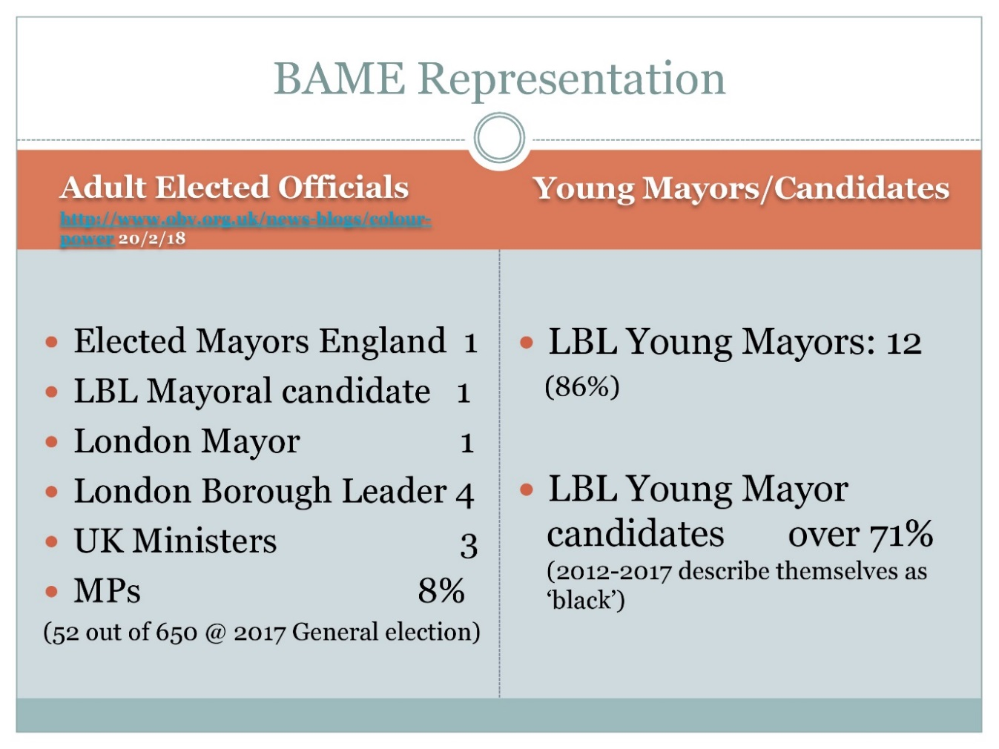 BAME Representation
Adult Elected Officials
http://www.obv.org.uk/news-blogs/colour-
power 20/2/18
Young Mayors/Candidates
• Elected Mayors England 1
• LBL Mayoral candidate 1
• London Mayor 1
• London Borough Leader 4
• UK Ministers 3
• MPs 8%
(52 out of 650 @ 2017 General election)
• LBL Young Mayors: 12
(86%)
• LBL Young Mayor
candidates over 71%
(2012-2017 describe themselves as
‘black’)